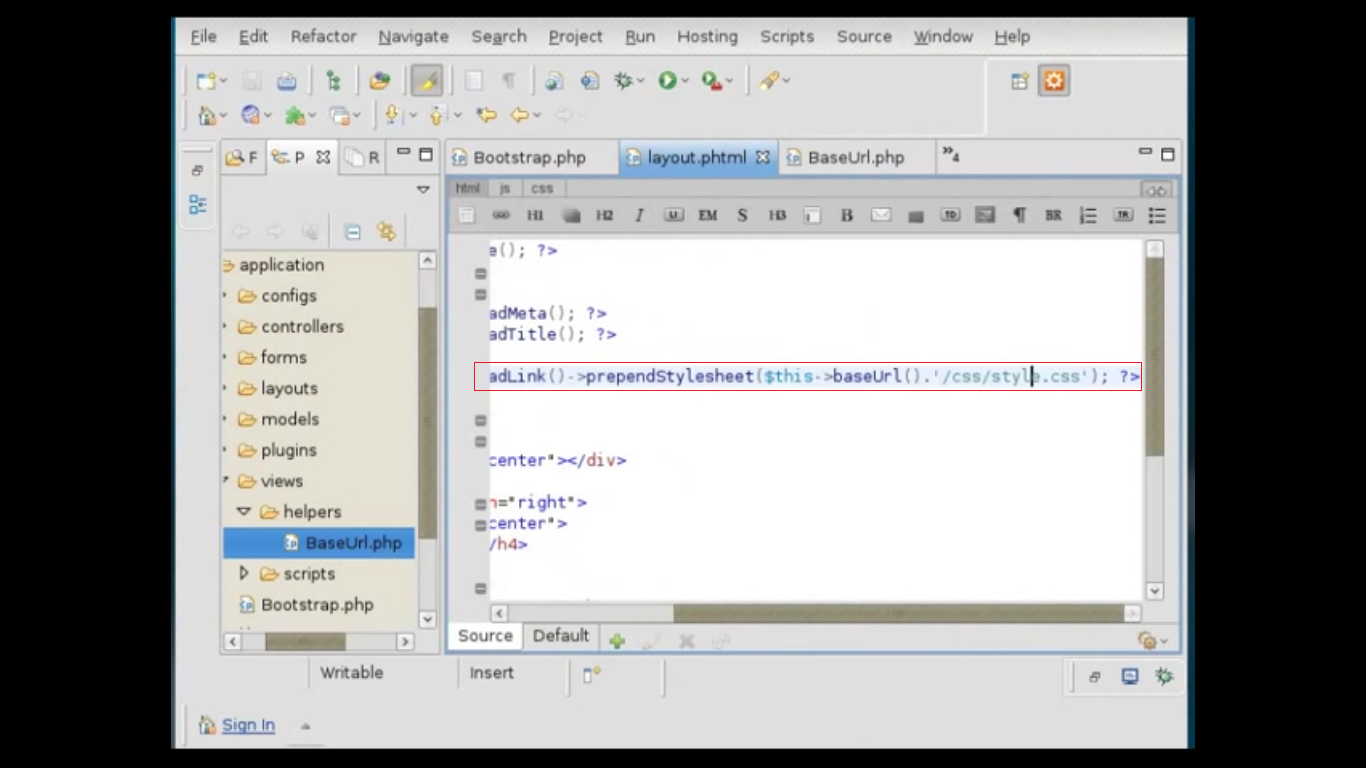 File Edit Refactor Navigate Search Project Run Hosting Scripts Source Window Help
F P R
Bootstrap.php layout.phtml BaseUrl.php »4
html js css
H1 H2 I LI EM S H3 B TD ¶ BR TR
application
configs
controllers
forms
layouts
models
plugins
views
helpers
BaseUrl.php
scripts
Bootstrap.php
e(); ?>
adMeta(); ?>
adTitle(); ?>
adLink()->prependStylesheet($this->baseUrl().'/css/style.css'); ?>
center"></div>
n="right">
center">
/h4>
Source Default
Writable Insert
Sign In